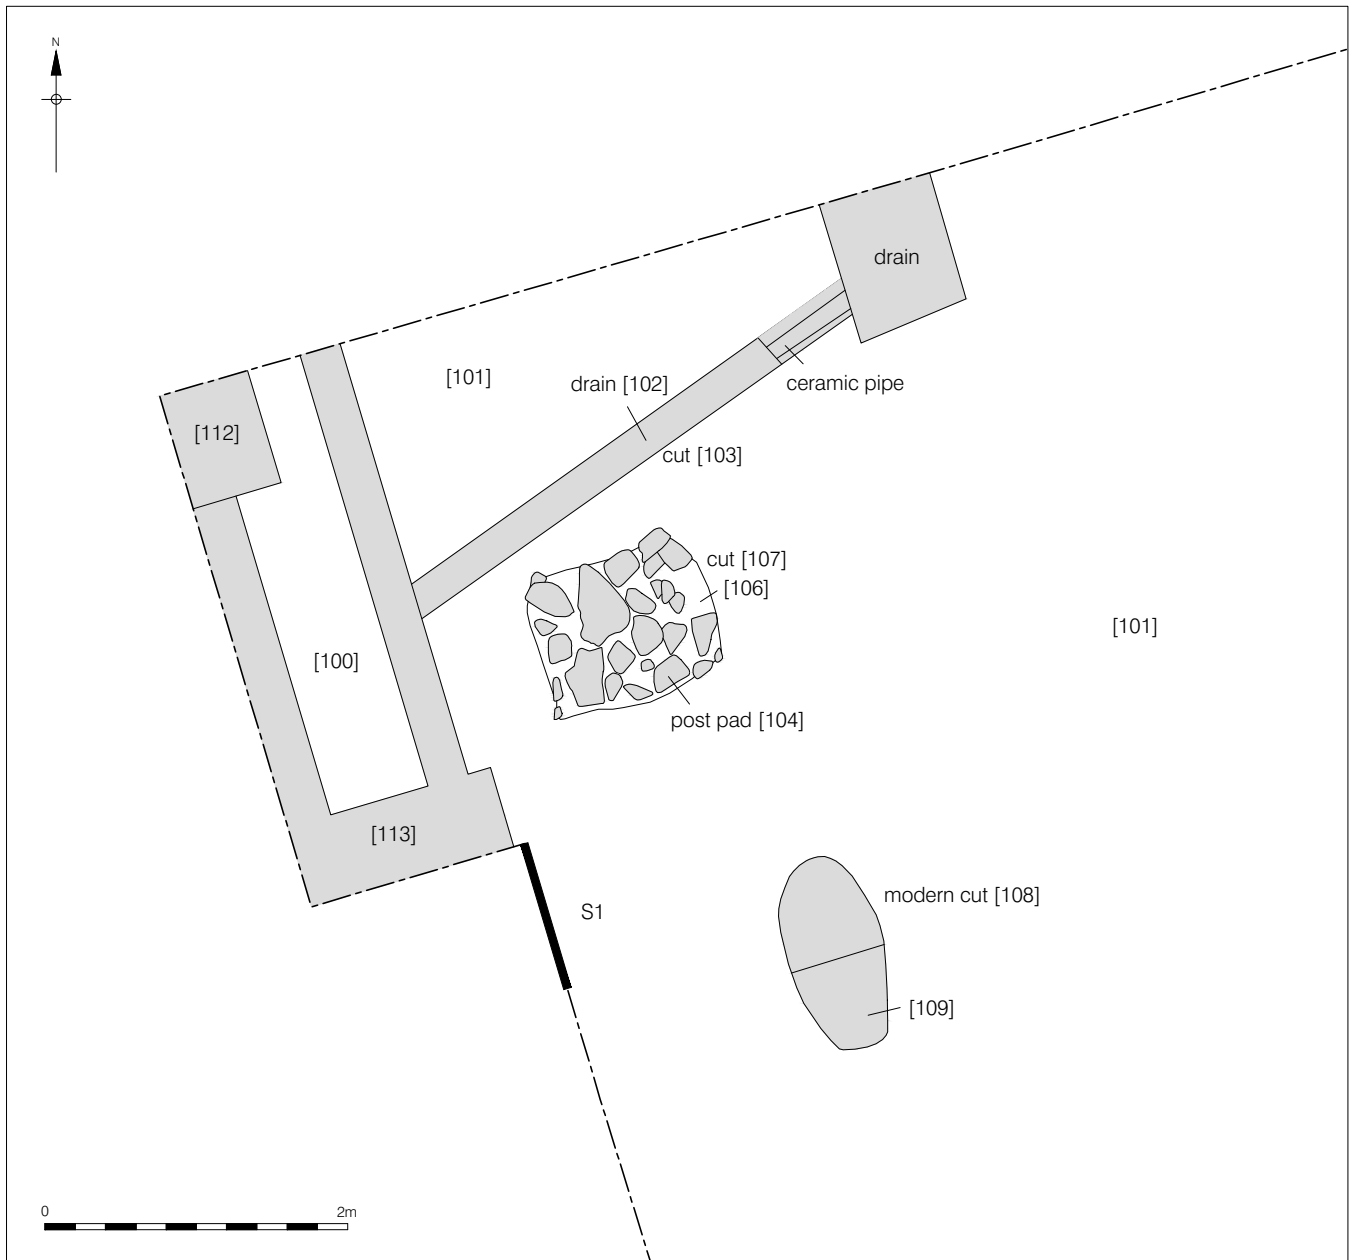 N
drain
[101]
drain [102]
ceramic pipe
[112]
cut [103]
cut [107]
[106]
[101]
[100]
post pad [104]
[113]
modern cut [108]
S1
[109]
0 2m